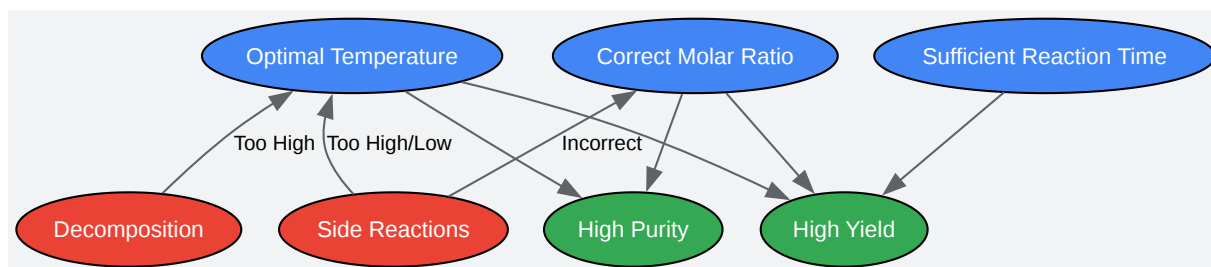 Optimal Temperature
Correct Molar Ratio
Sufficient Reaction Time
Too High
Too High/Low
Incorrect
Decomposition
Side Reactions
High Purity
High Yield